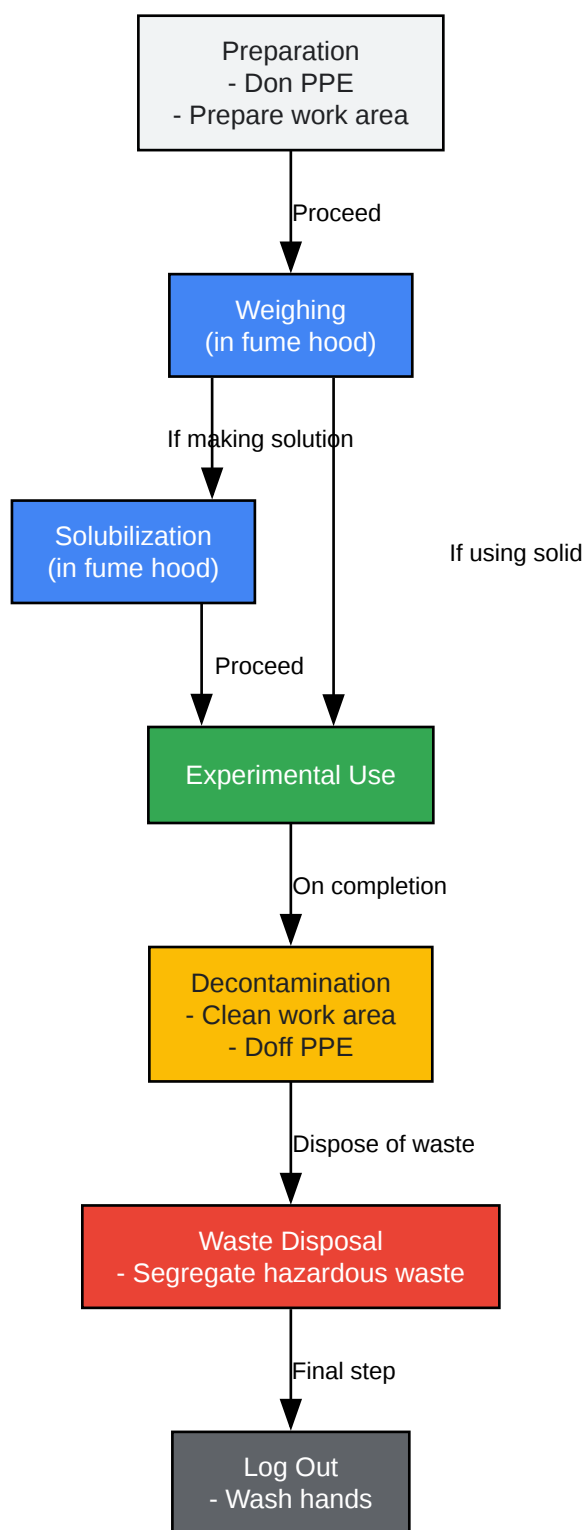 Preparation
- Don PPE
- Prepare work area
Proceed
Weighing
(in fume hood)
If making solution
Solubilization
(in fume hood)
If using solid
Proceed
Experimental Use
On completion
Decontamination
- Clean work area
- Doff PPE
Dispose of waste
Waste Disposal
- Segregate hazardous waste
Final step
Log Out
- Wash hands